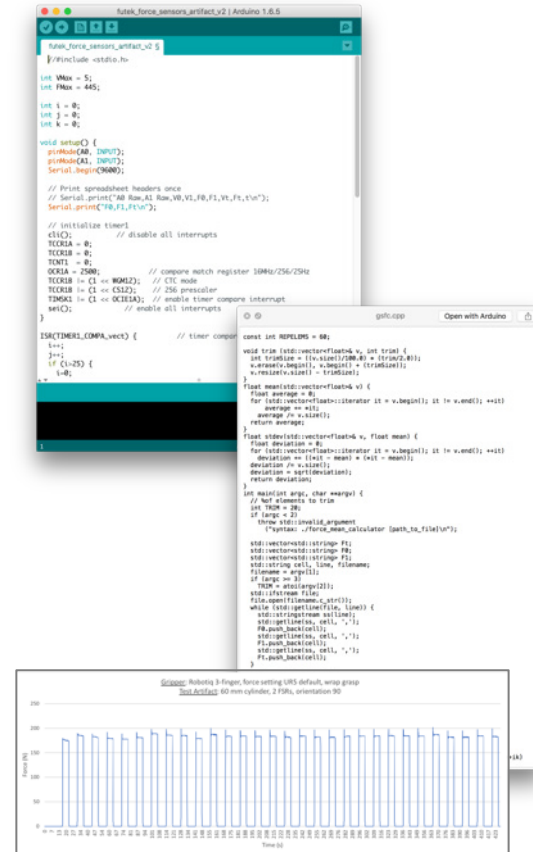 futek_force_sensors_artifact_v2 | Arduino 1.6.5
futek_force_sensors_artifact_v2 §
//#include <stdio.h>
int VMax = 5;
int FMax = 445;
int i = 0;
int j = 0;
int k = 0;
void setup() {
pinMode(A0, INPUT);
pinMode(A1, INPUT);
Serial.begin(9600);
// Print spreadsheet headers once
// Serial.print("A0 Raw,A1 Raw,V0,V1,F0,F1,Vt,Ft,t\n");
Serial.print("F0,F1,Ft\n");
// initialize timer1
cli(); // disable all interrupts
TCCR1A = 0;
TCCR1B = 0;
TCNT1 = 0;
OCR1A = 2500; // compare match register 16MHz/256/25Hz
TCCR1B |= (1 << WGM12); // CTC mode
TCCR1B |= (1 << CS12); // 256 prescaler
TIMSK1 |= (1 << OCIE1A); // enable timer compare interrupt
sei(); // enable all interrupts
}
ISR(TIMER1_COMPA_vect) { // timer compar
i++;
j++;
if (i>25) {
i=0;
1
gsfc.cpp
Open with Arduino
const int REPELEMS = 60;
void trim (std::vector<float>& v, int trim) {
int trimSize = ((v.size()/100.0) * (trim/2.0));
v.erase(v.begin(), v.begin() + (trimSize));
v.resize(v.size() - trimSize);
}
float mean(std::vector<float>& v) {
float average = 0;
for (std::vector<float>::iterator it = v.begin(); it != v.end(); ++it)
average += *it;
average /= v.size();
return average;
}
float stdev(std::vector<float>& v, float mean) {
float deviation = 0;
for (std::vector<float>::iterator it = v.begin(); it != v.end(); ++it)
deviation += ((*it - mean) * (*it - mean));
deviation /= v.size();
deviation = sqrt(deviation);
return deviation;
}
int main(int argc, char **argv) {
// %of elements to trim
int TRIM = 20;
if (argc < 2)
throw std::invalid_argument
("syntax: ./force_mean_calculator [path_to_file]\n");
std::vector<std::string> Ft;
std::vector<std::string> F0;
std::vector<std::string> F1;
std::string cell, line, filename;
filename = argv[1];
if (argc >= 3)
TRIM = atoi(argv[2]);
std::ifstream file;
file.open(filename.c_str());
while (std::getline(file, line)) {
std::stringstream ss(line);
std::getline(ss, cell, ',');
F0.push_back(cell);
std::getline(ss, cell, ',');
F1.push_back(cell);
std::getline(ss, cell, ',');
Ft.push_back(cell);
}
Gripper: Robotiq 3-finger, force setting URS default, wrap grasp
Test Artifact: 60 mm cylinder, 2 FSRs, orientation 90
Force (N)
250
200
150
100
50
0
Time (s)